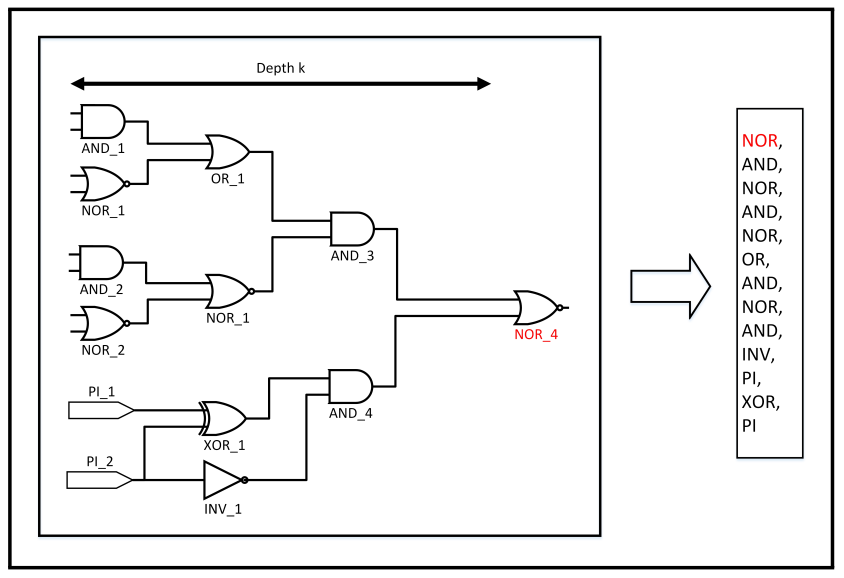 Depth k
AND_1
NOR_1
OR_1
AND_2
NOR_2
NOR_1
AND_3
PI_1
PI_2
XOR_1
INV_1
AND_4
NOR_4
NOR,
AND,
NOR,
AND,
NOR,
OR,
AND,
NOR,
AND,
INV,
PI,
XOR,
PI